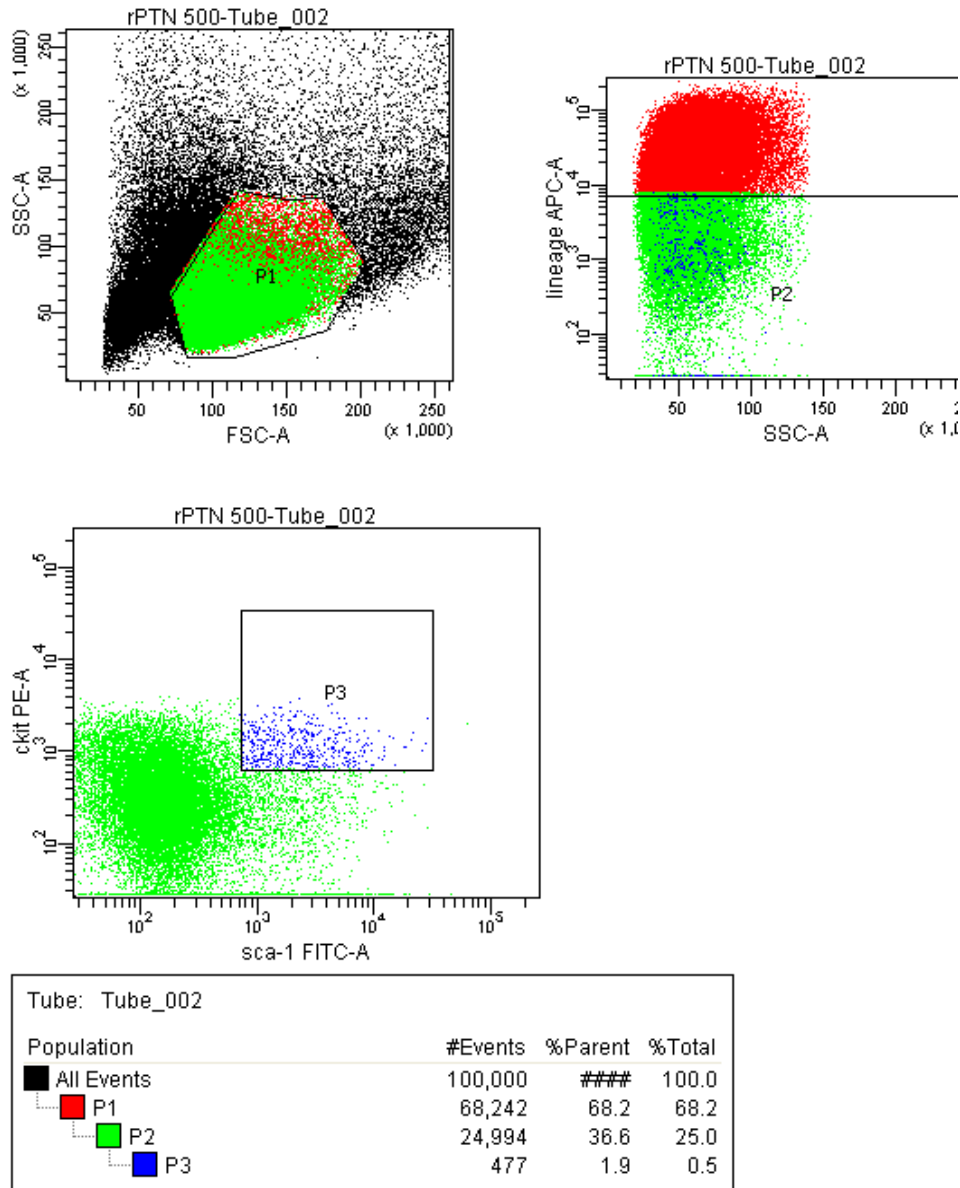 rPTN 500-Tube_002
(x 1,000)
250
200
150
100
50
SSC-A
P1
50 100 150 200 250
FSC-A (x 1,000)
rPTN 500-Tube_002
10^5
10^4
10^3
10^2
lineage APC-A
P2
50 100 150 200
SSC-A
rPTN 500-Tube_002
10^5
10^4
10^3
10^2
ckit PE-A
P3
10^2 10^3 10^4 10^5
sca-1 FITC-A
Tube: Tube_002
Population #Events %Parent %Total
All Events 100,000 #### 100.0
P1 68,242 68.2 68.2
P2 24,994 36.6 25.0
P3 477 1.9 0.5